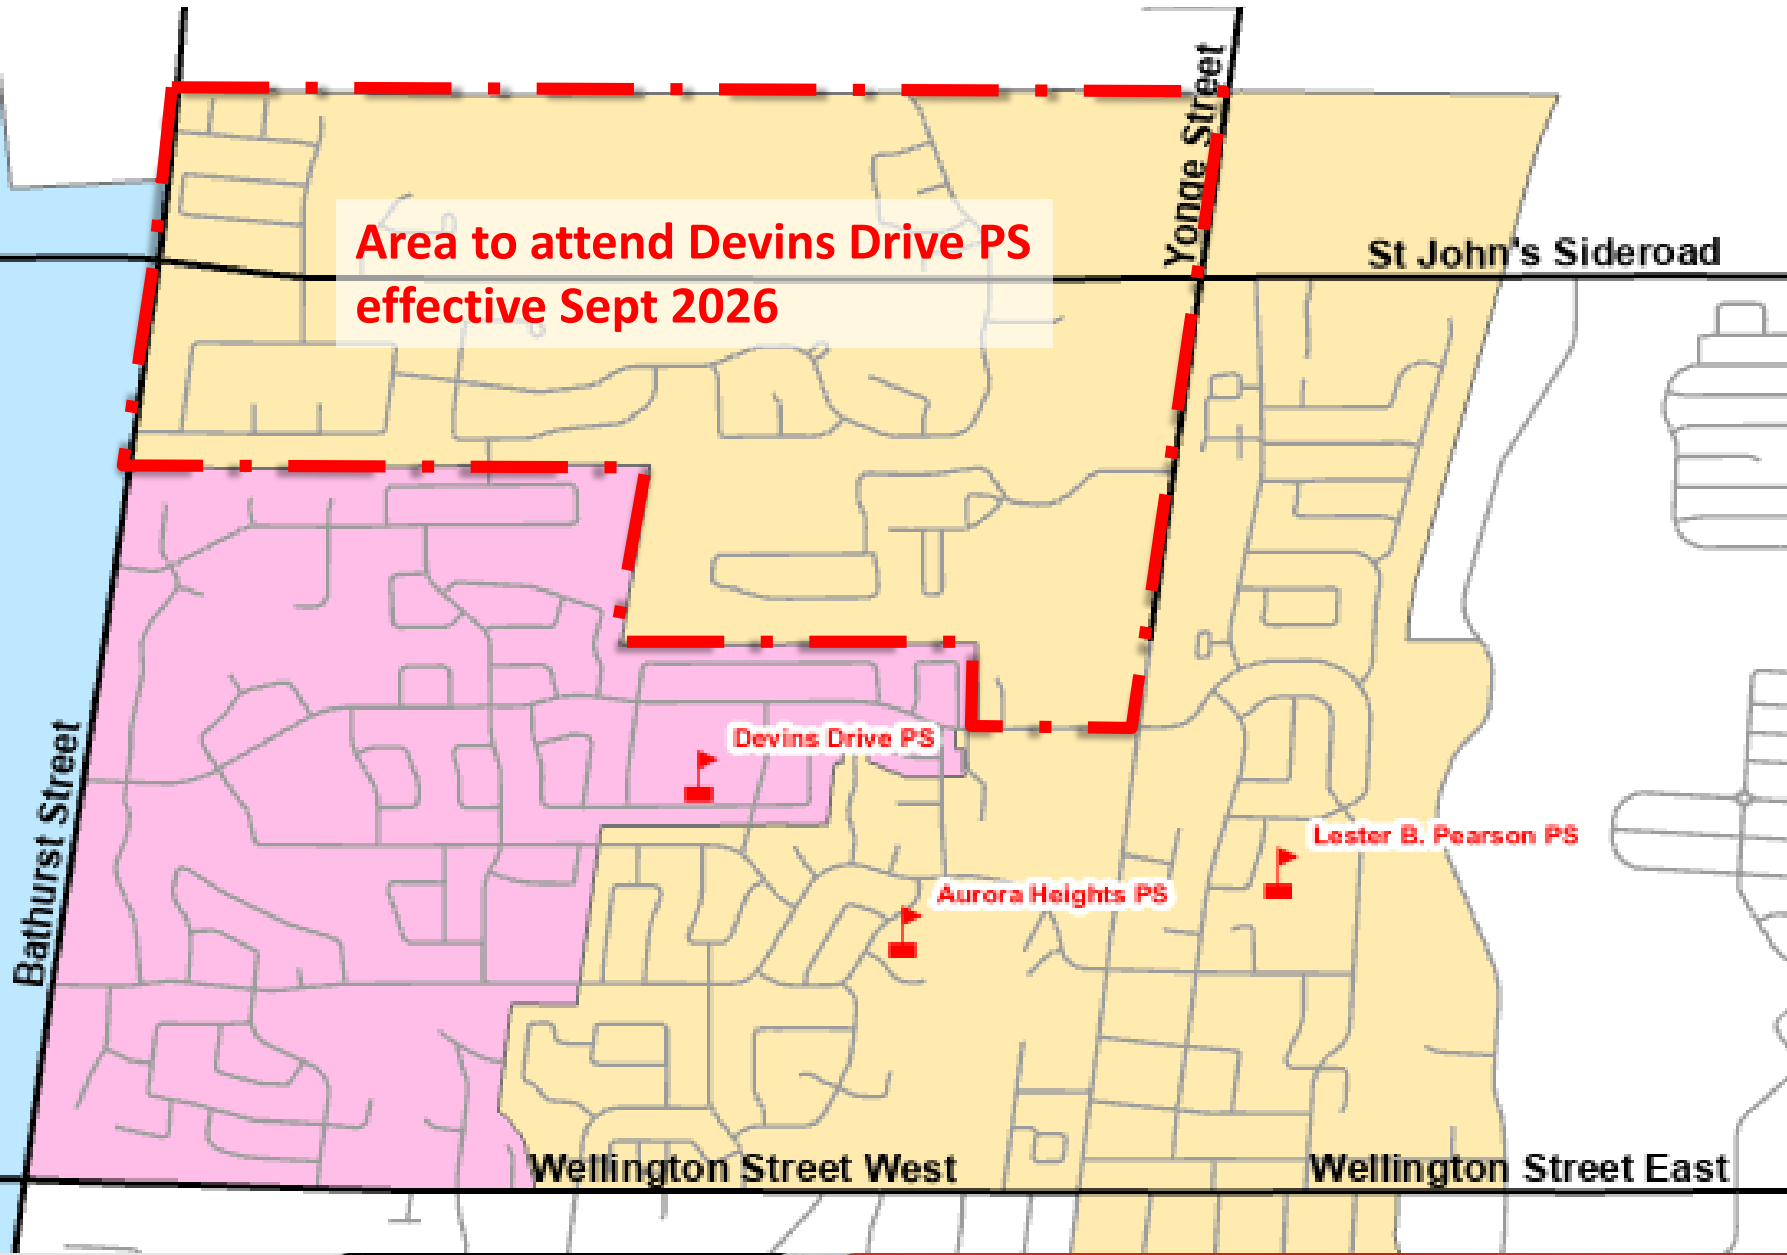 Yonge Street
Area to attend Devins Drive PS
effective Sept 2026
St John's Sideroad
Devins Drive PS
Bathurst Street
Lester B. Pearson PS
Aurora Heights PS
Wellington Street West
Wellington Street East